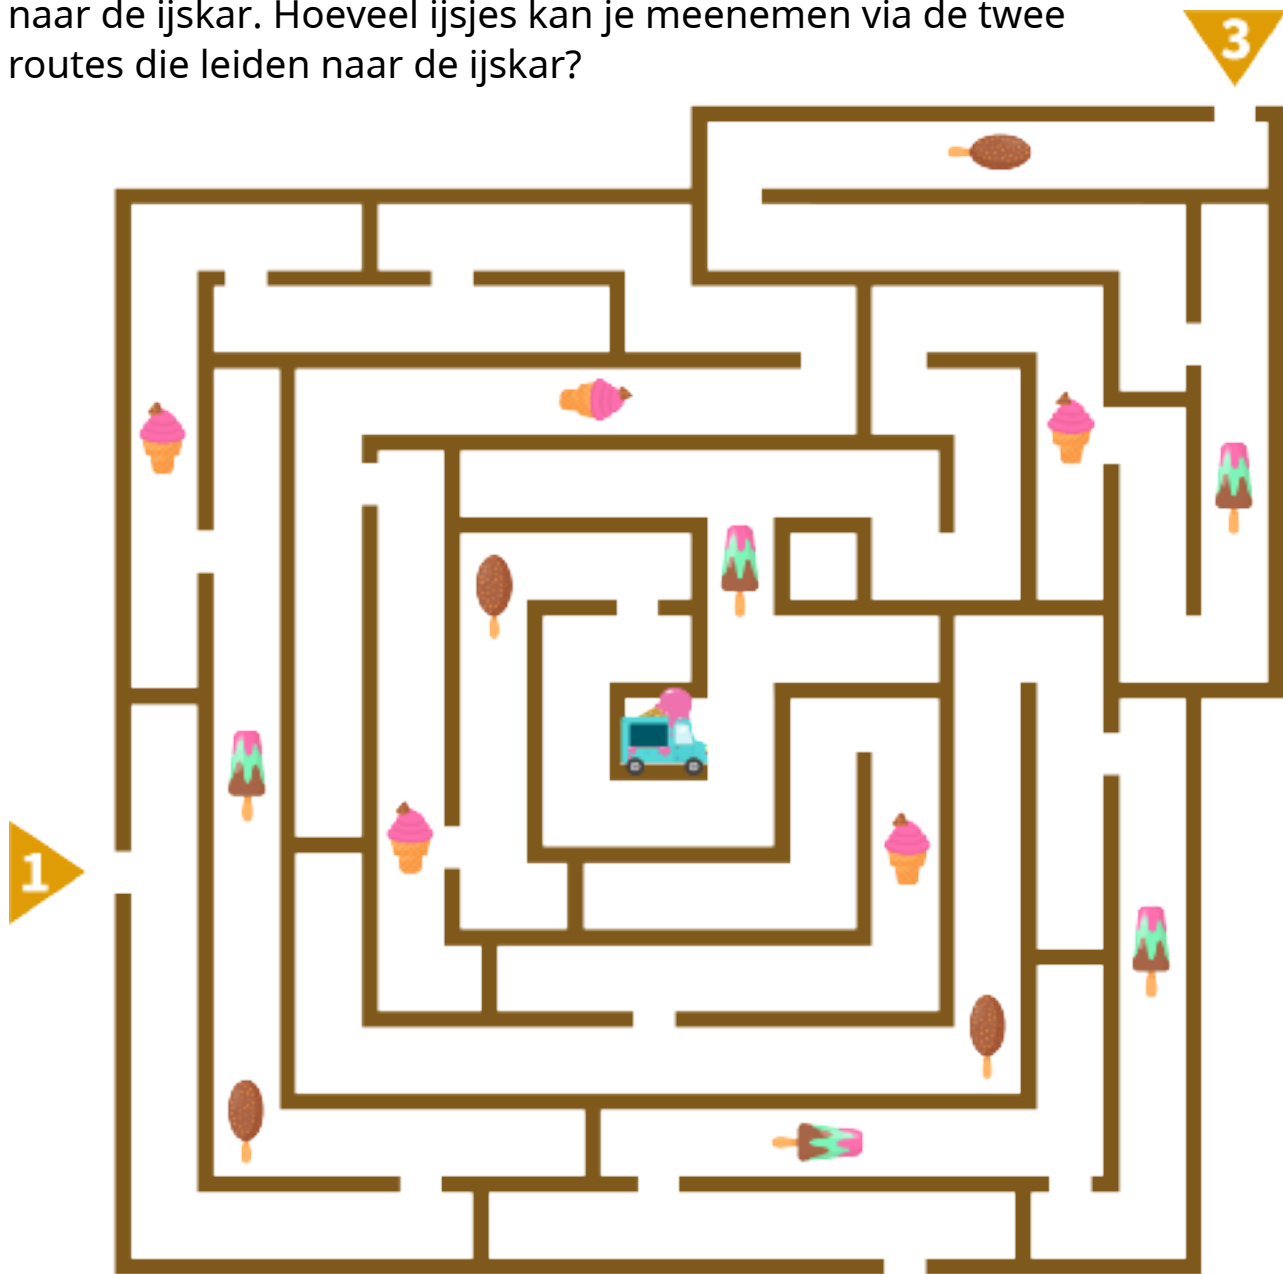 naar de ijskar. Hoeveel ijsjes kan je meenemen via de twee
routes die leiden naar de ijskar?
3
1